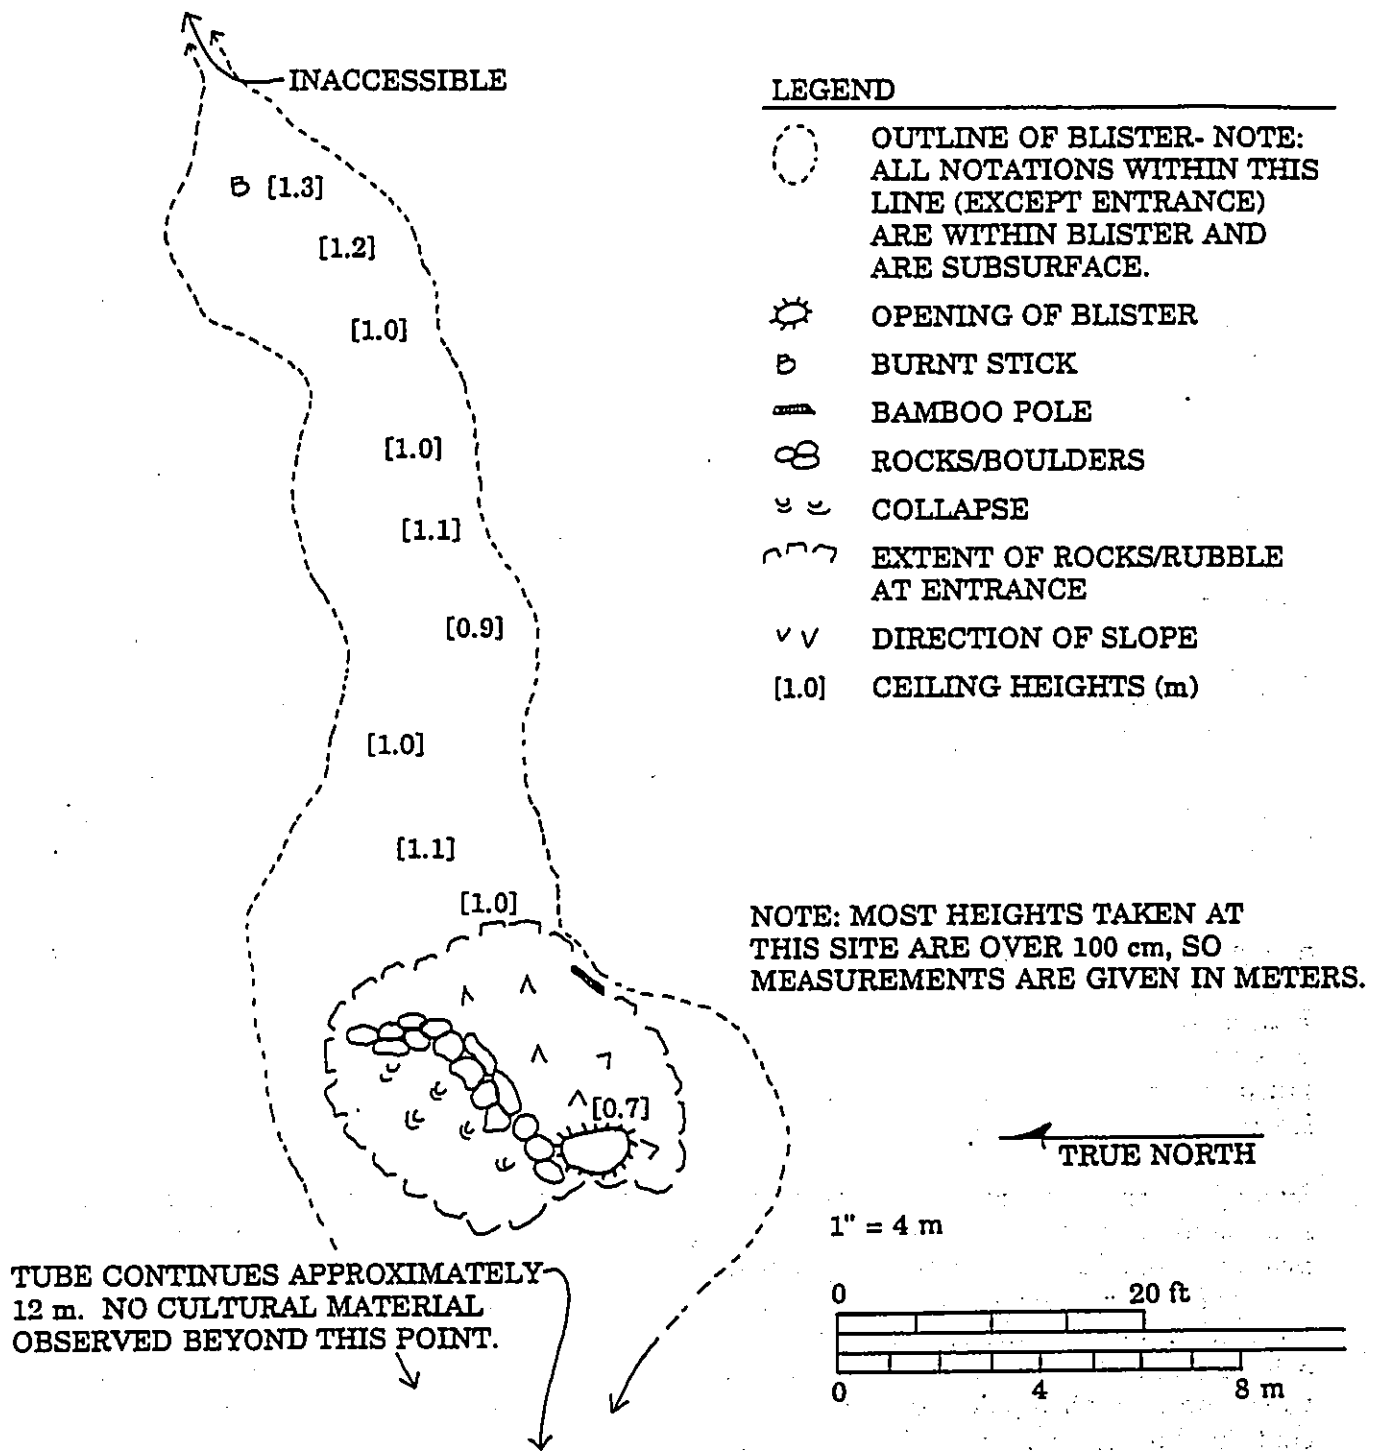 INACCESSIBLE
B [1.3]
[1.2]
[1.0]
[1.0]
[1.1]
[0.9]
[1.0]
[1.1]
[1.0]
[0.7]
TUBE CONTINUES APPROXIMATELY
12 m. NO CULTURAL MATERIAL
OBSERVED BEYOND THIS POINT.
LEGEND
OUTLINE OF BLISTER- NOTE:
ALL NOTATIONS WITHIN THIS
LINE (EXCEPT ENTRANCE)
ARE WITHIN BLISTER AND
ARE SUBSURFACE.
OPENING OF BLISTER
B BURNT STICK
BAMBOO POLE
ROCKS/BOULDERS
COLLAPSE
EXTENT OF ROCKS/RUBBLE
AT ENTRANCE
DIRECTION OF SLOPE
[1.0] CEILING HEIGHTS (m)
NOTE: MOST HEIGHTS TAKEN AT
THIS SITE ARE OVER 100 cm, SO
MEASUREMENTS ARE GIVEN IN METERS.
TRUE NORTH
1" = 4 m
0 20 ft
0 4 8 m